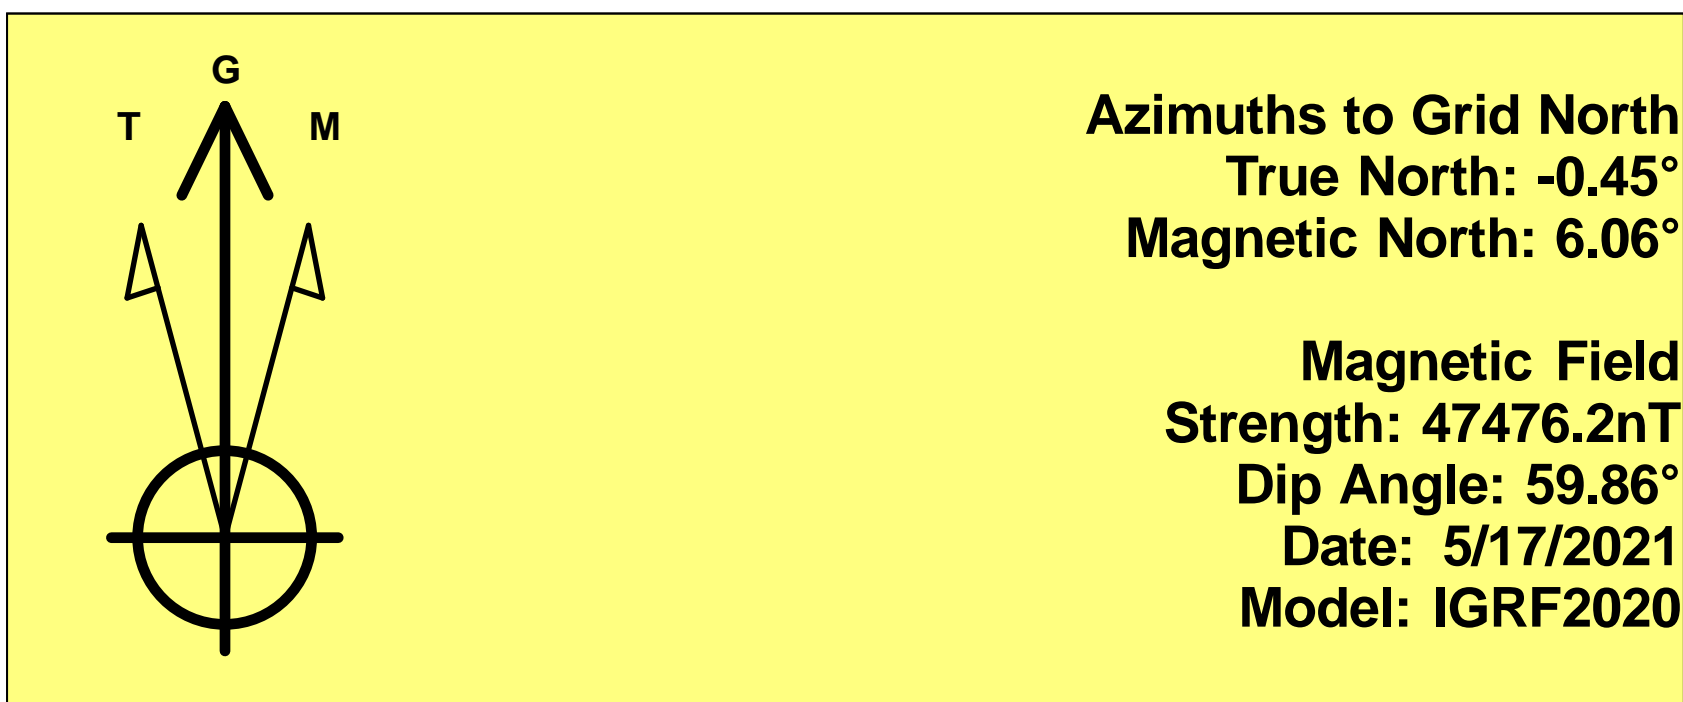 G
T
M
Azimuths to Grid North
True North: -0.45°
Magnetic North: 6.06°
Magnetic Field
Strength: 47476.2nT
Dip Angle: 59.86°
Date: 5/17/2021
Model: IGRF2020